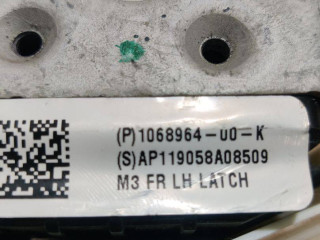 (P)1068964-00-K
(S)AP119058A08509
M3 FR LH LATCH